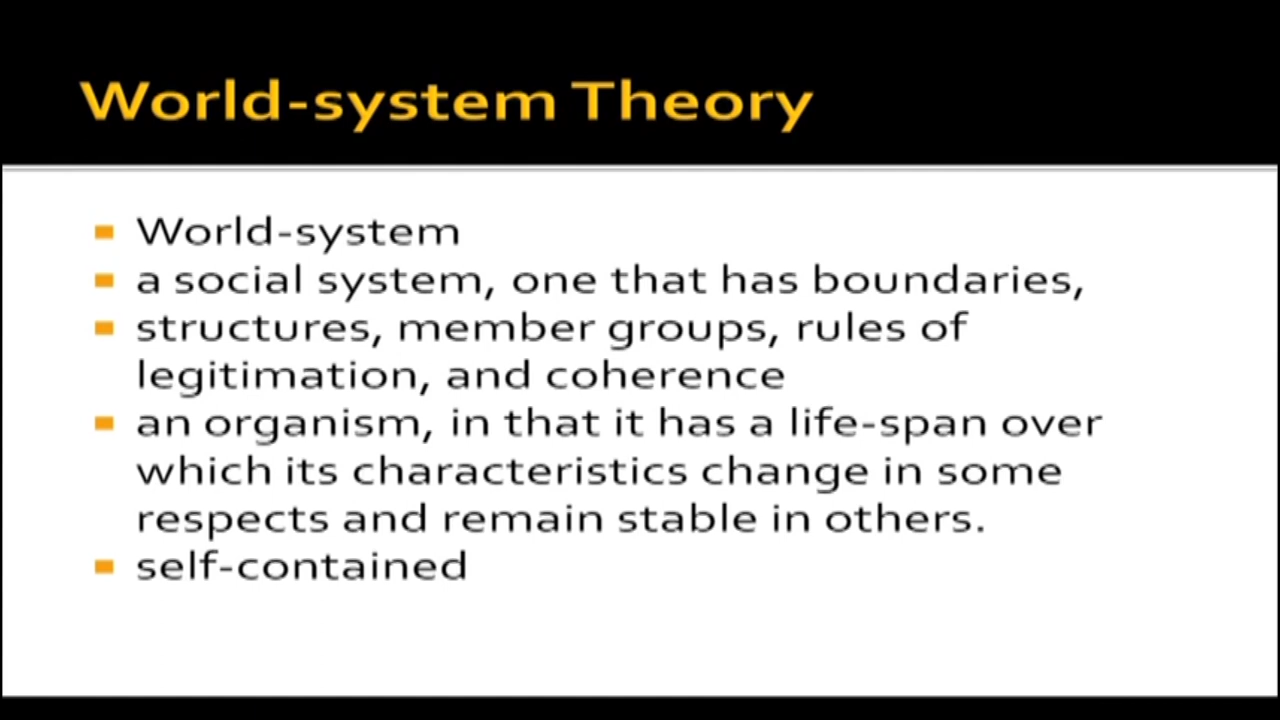 World-system Theory
World-system
a social system, one that has boundaries,
structures, member groups, rules of
legitimation, and coherence
an organism, in that it has a life-span over
which its characteristics change in some
respects and remain stable in others.
self-contained